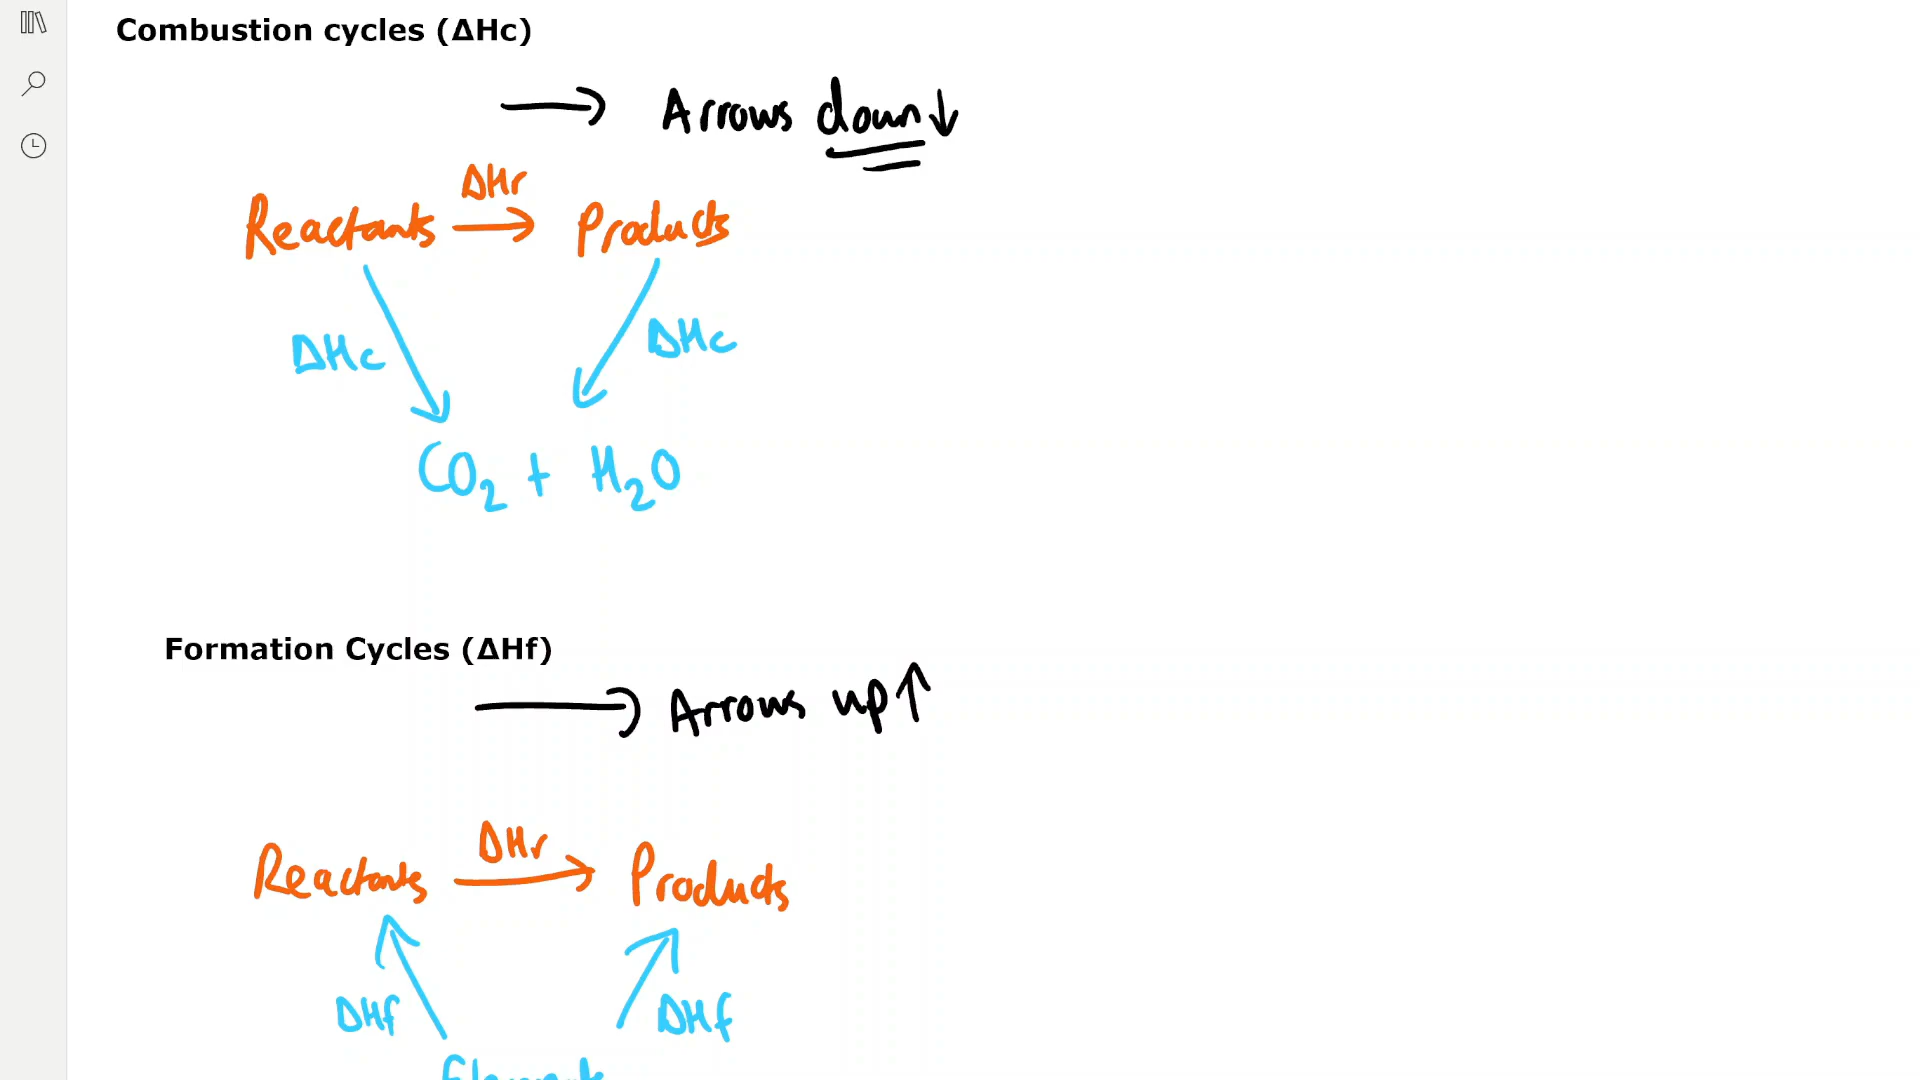 Combustion cycles (ΔHc)
→ Arrows down ↓
ΔHr
Reactants → Products
ΔHc ΔHc
CO₂ + H₂O
Formation Cycles (ΔHf)
→ Arrows up ↑
ΔHr
Reactants → Products
ΔHf ΔHf
Elements